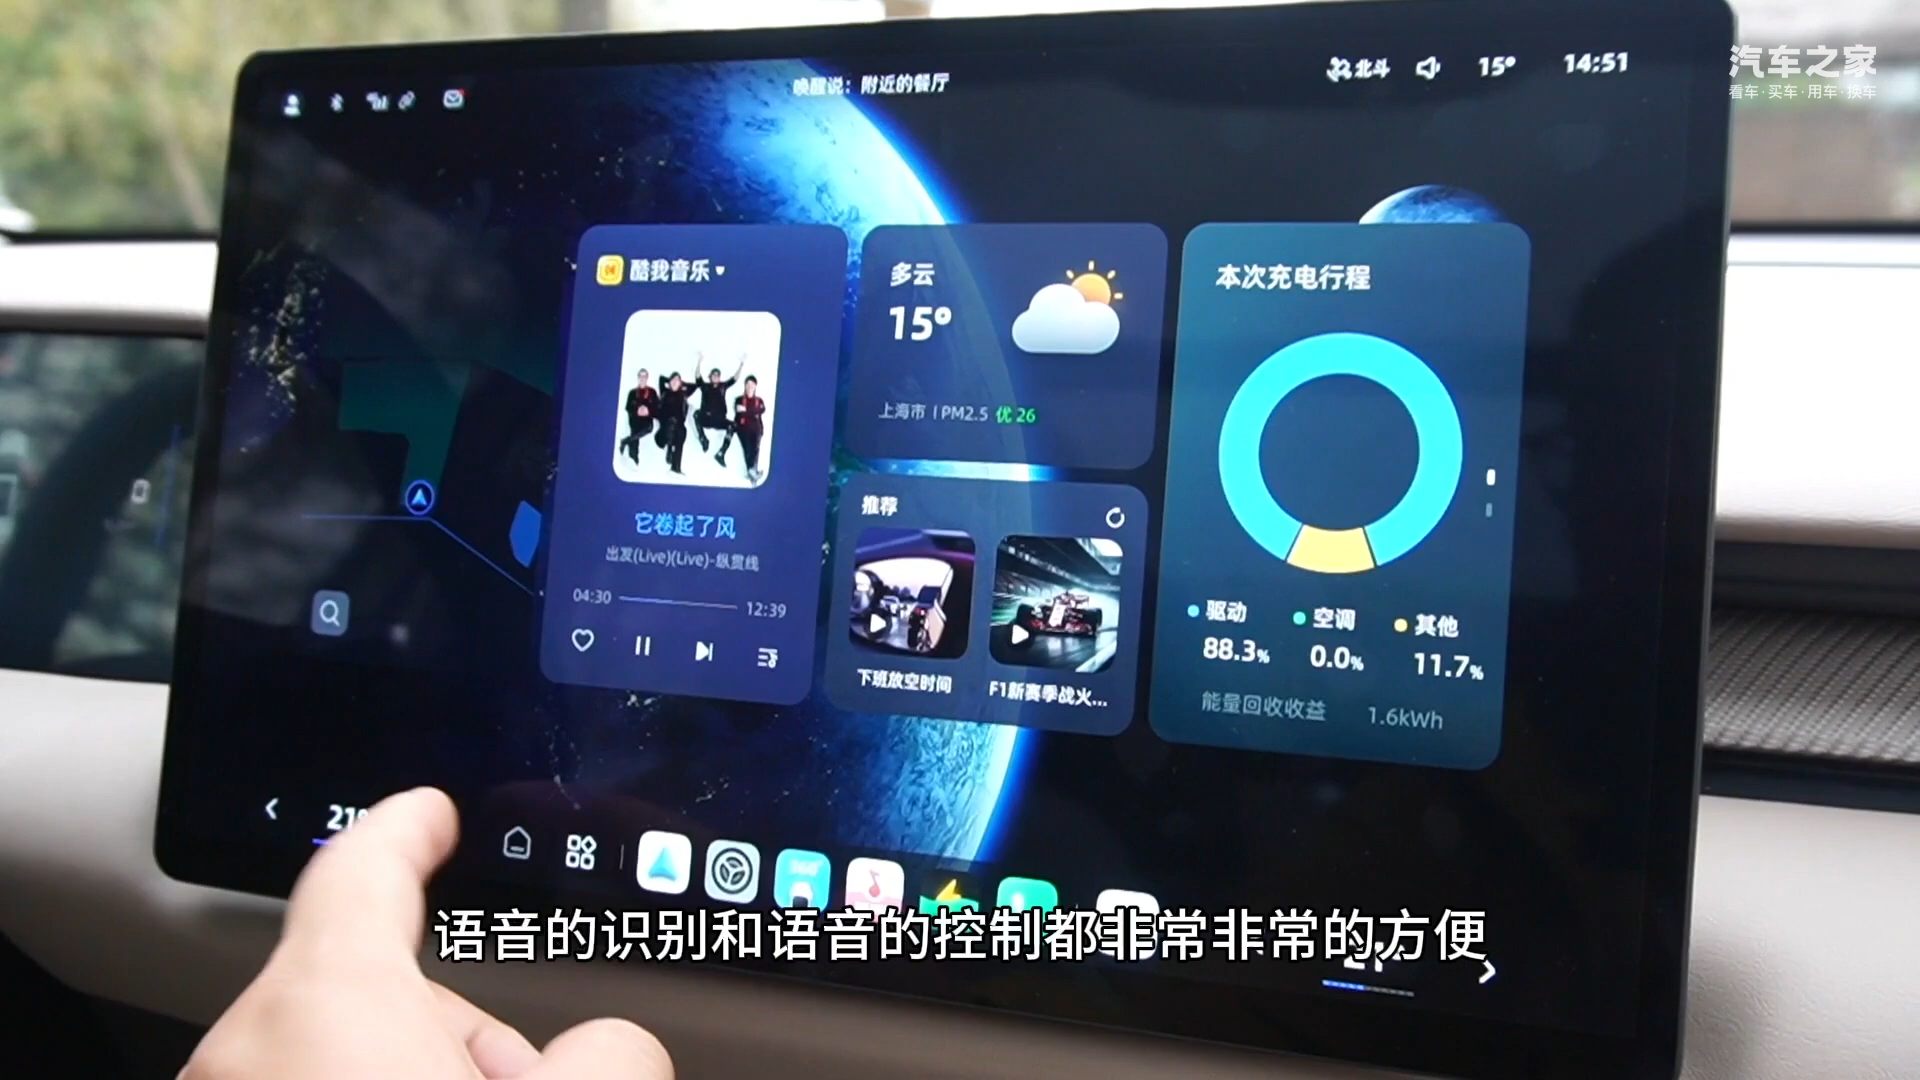 唤醒说：附近的餐厅
北斗
15°
14:51
汽车之家
看车·买车·用车·换车
酷我音乐
它卷起了风
出发(Live)(Live)-纵贯线
04:30
12:39
多云
15°
上海市 | PM2.5 优 26
推荐
下班放空时间
F1新赛季战火...
本次充电行程
驱动 空调 其他
88.3% 0.0% 11.7%
能量回收收益 1.6kWh
21°
360°
语音的识别和语音的控制都非常非常的方便